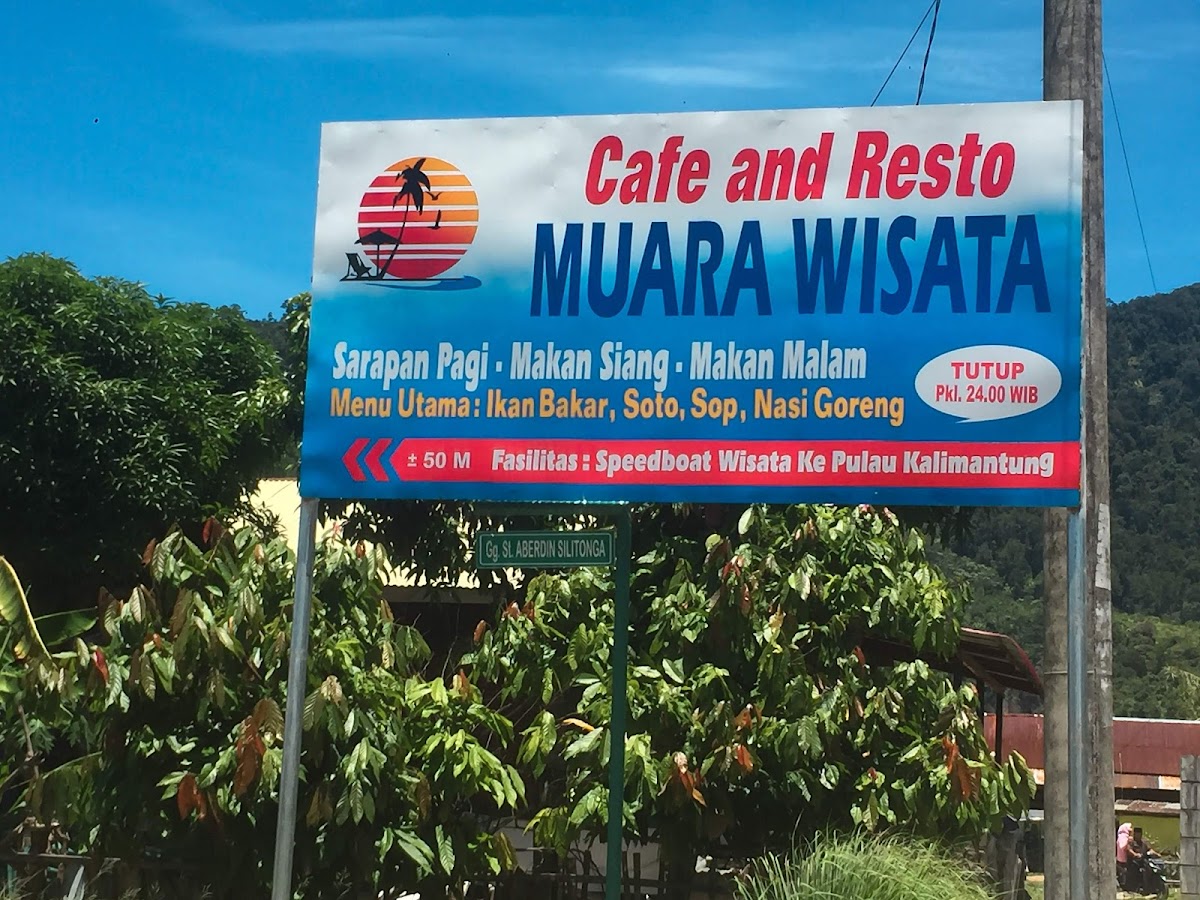 Cafe and Resto
MUARA WISATA
Sarapan Pagi - Makan Siang - Makan Malam
Menu Utama : Ikan Bakar, Soto, Sop, Nasi Goreng
TUTUP
Pkl. 24.00 WIB
± 50 M Fasilitas : Speedboat Wisata Ke Pulau Kalimantung
Gg. Sl. ABERDIN SILITONGA